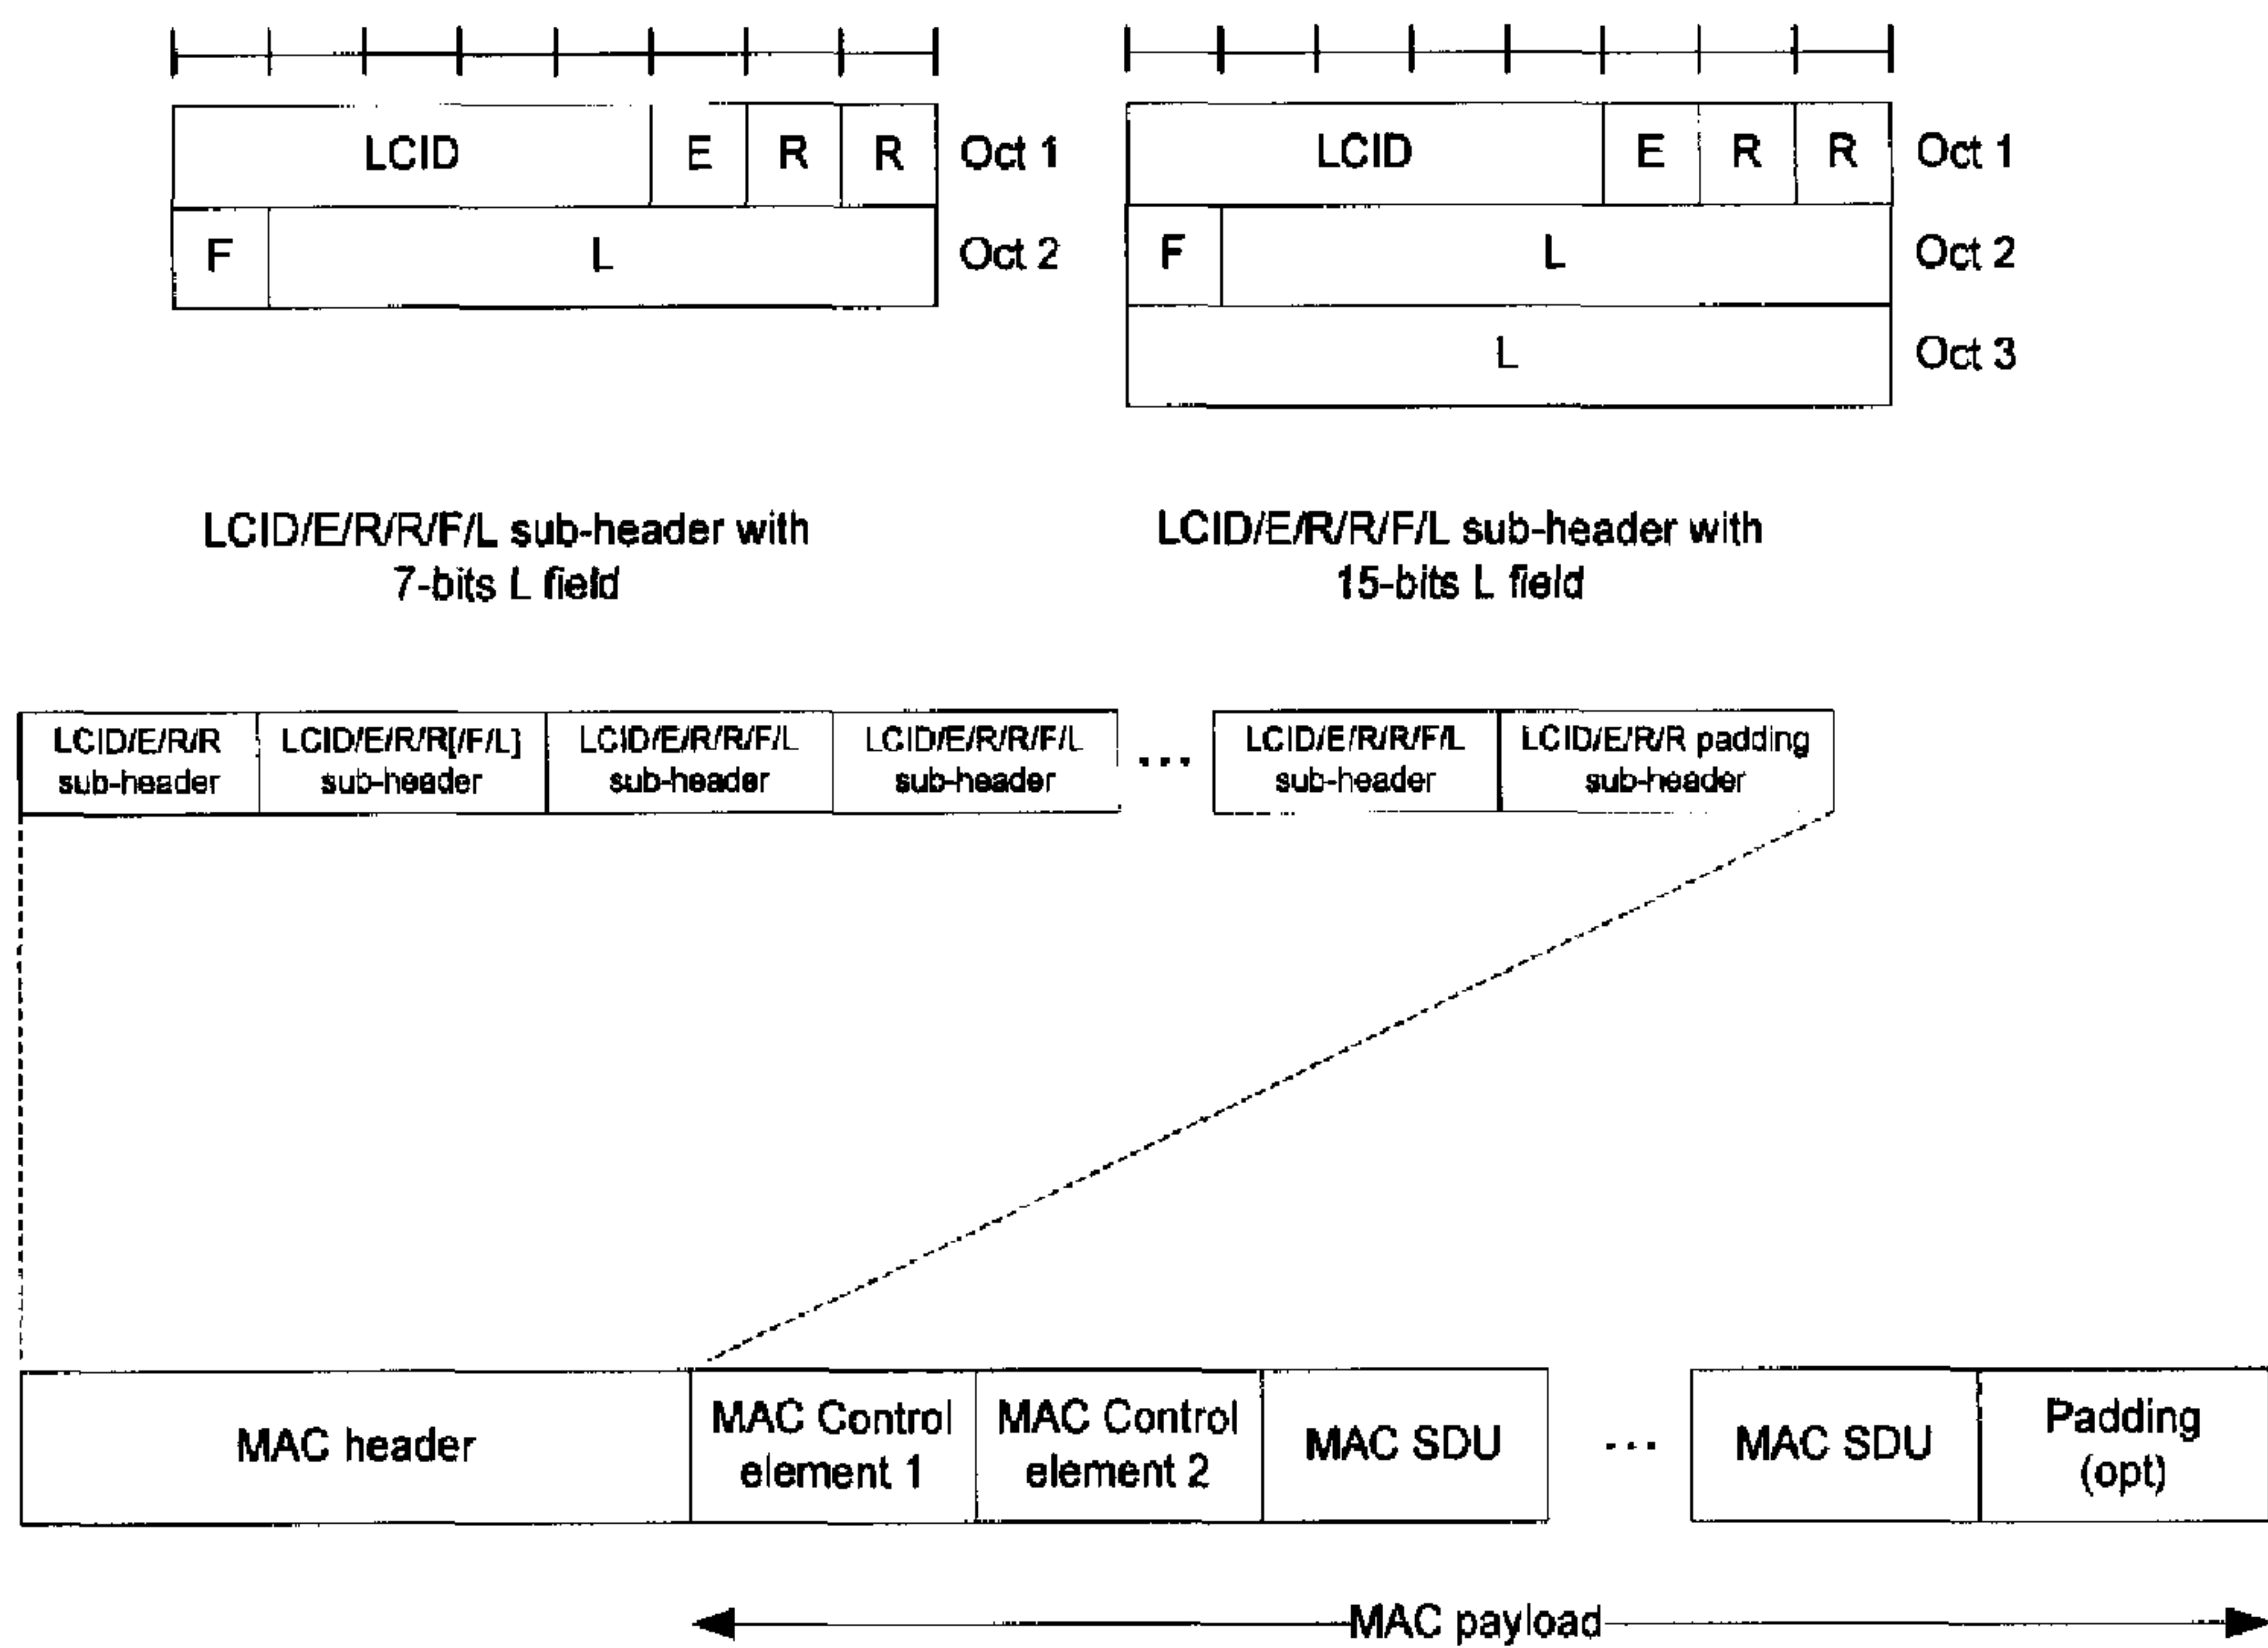 LCID E R R Oct 1
F L Oct 2
LCID/E/R/R/F/L sub-header with
7-bits L field
LCID E R R Oct 1
F L Oct 2
L Oct 3
LCID/E/R/R/F/L sub-header with
15-bits L field
LCID/E/R/R
sub-header
LCID/E/R/R[/F/L]
sub-header
LCID/E/R/R/F/L
sub-header
LCID/E/R/R/F/L
sub-header
...
LCID/E/R/R/F/L
sub-header
LCID/E/R/R padding
sub-header
MAC header
MAC Control
element 1
MAC Control
element 2
MAC SDU
...
MAC SDU
Padding
(opt)
MAC payload